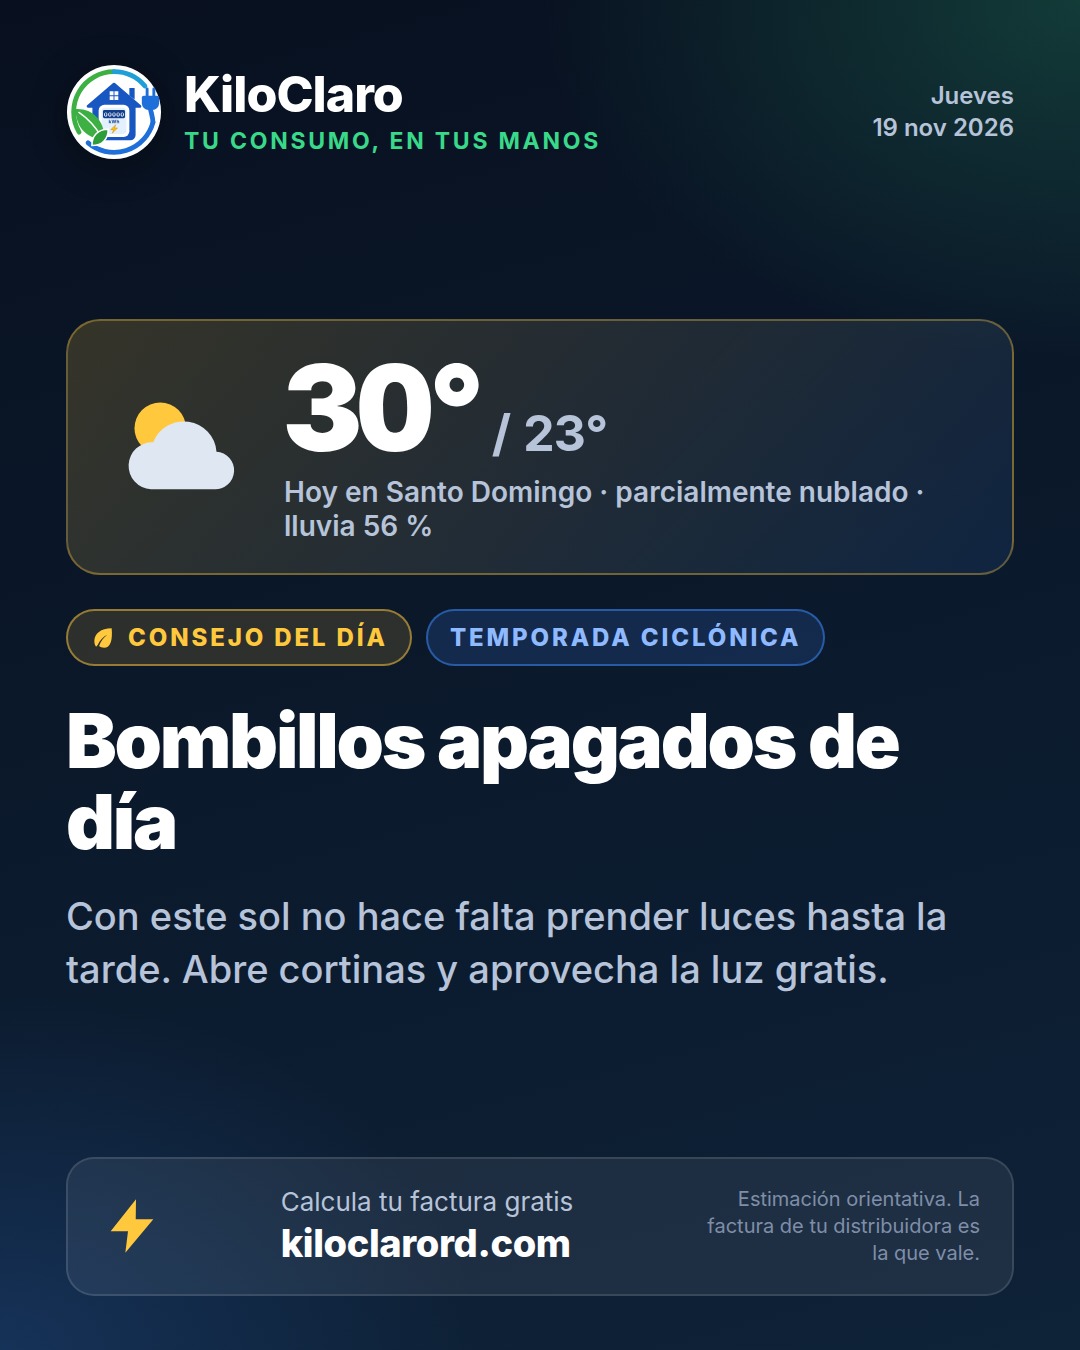 KiloClaro
TU CONSUMO, EN TUS MANOS
Jueves
19 nov 2026
30° / 23°
Hoy en Santo Domingo · parcialmente nublado ·
lluvia 56 %
CONSEJO DEL DÍA
TEMPORADA CICLÓNICA
Bombillos apagados de
día
Con este sol no hace falta prender luces hasta la
tarde. Abre cortinas y aprovecha la luz gratis.
Calcula tu factura gratis
kiloclarord.com
Estimación orientativa. La
factura de tu distribuidora es
la que vale.